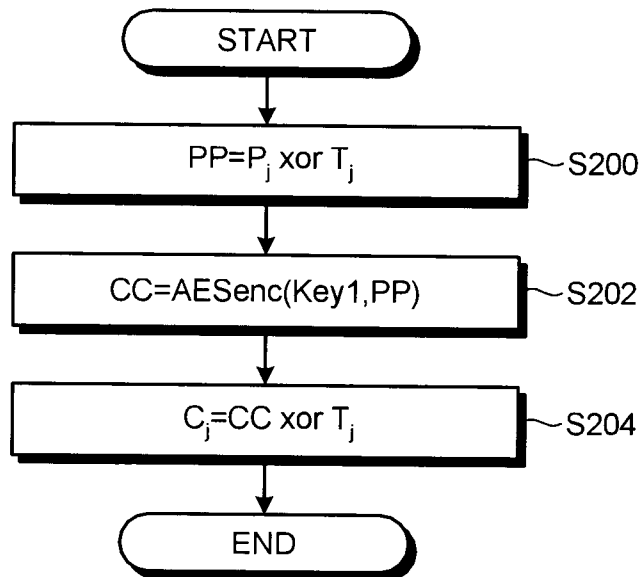 START
PP=Pj xor Tj
S200
CC=AESenc(Key1,PP)
S202
Cj=CC xor Tj
S204
END